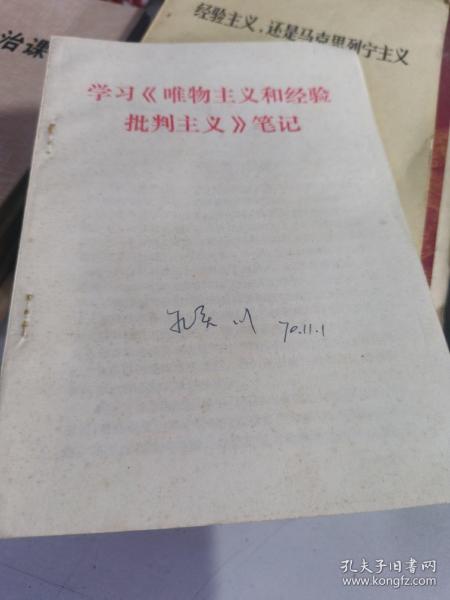 治课
经验主义，还是马克思列宁主义
学习《唯物主义和经验
批判主义》笔记
70.11.1
孔夫子旧书网
www.kongfz.com